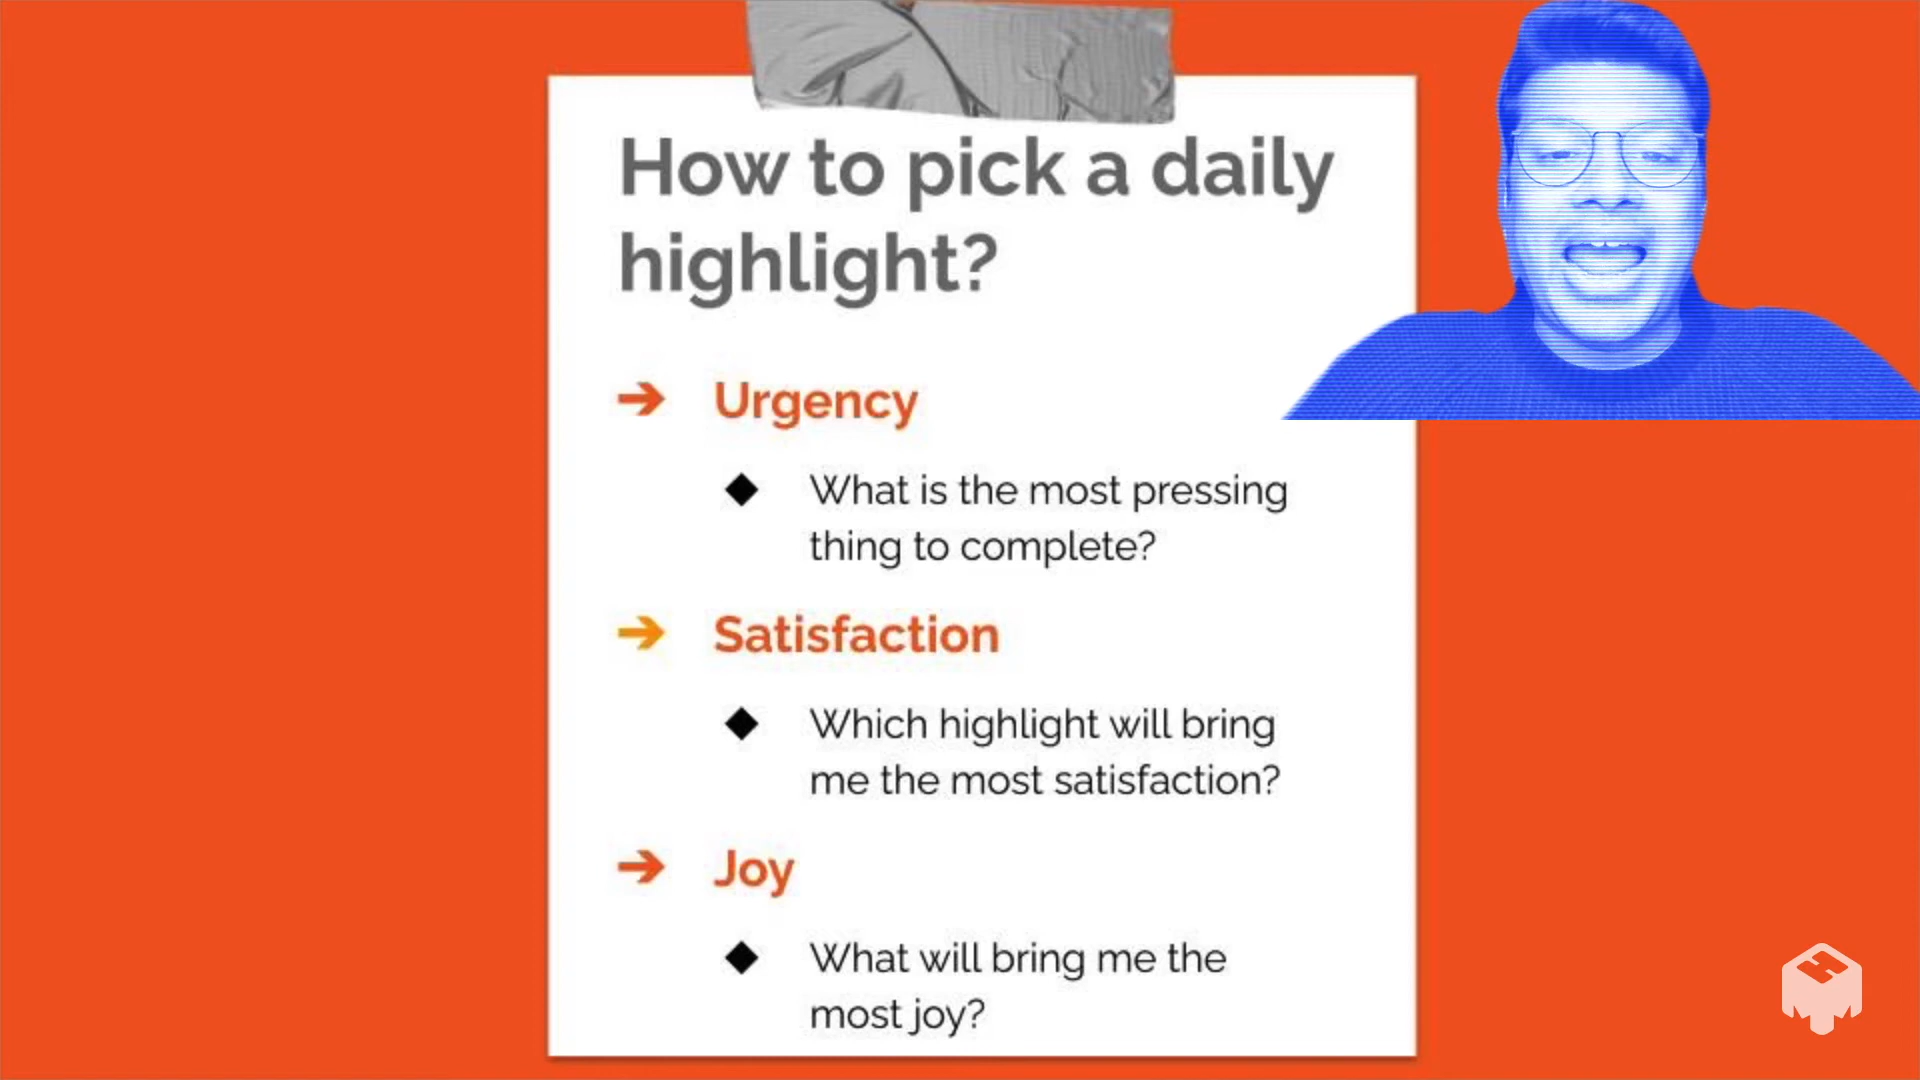 How to pick a daily
highlight?
➔ Urgency
◆ What is the most pressing
thing to complete?
➔ Satisfaction
◆ Which highlight will bring
me the most satisfaction?
➔ Joy
◆ What will bring me the
most joy?